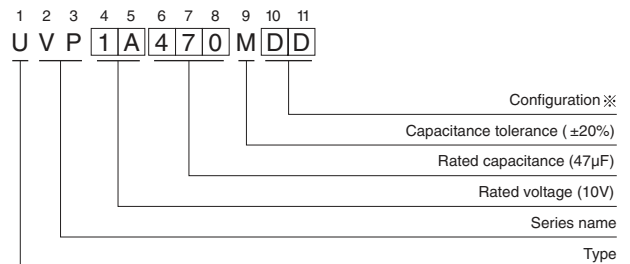 1 2 3 4 5 6 7 8 9 10 11
U V P 1 A 4 7 0 M D D
Configuration ※
Capacitance tolerance (±20%)
Rated capacitance (47µF)
Rated voltage (10V)
Series name
Type